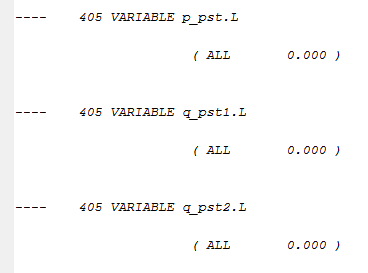 ---- 405 VARIABLE p_pst.L
( ALL 0.000 )
---- 405 VARIABLE q_pst1.L
( ALL 0.000 )
---- 405 VARIABLE q_pst2.L
( ALL 0.000 )